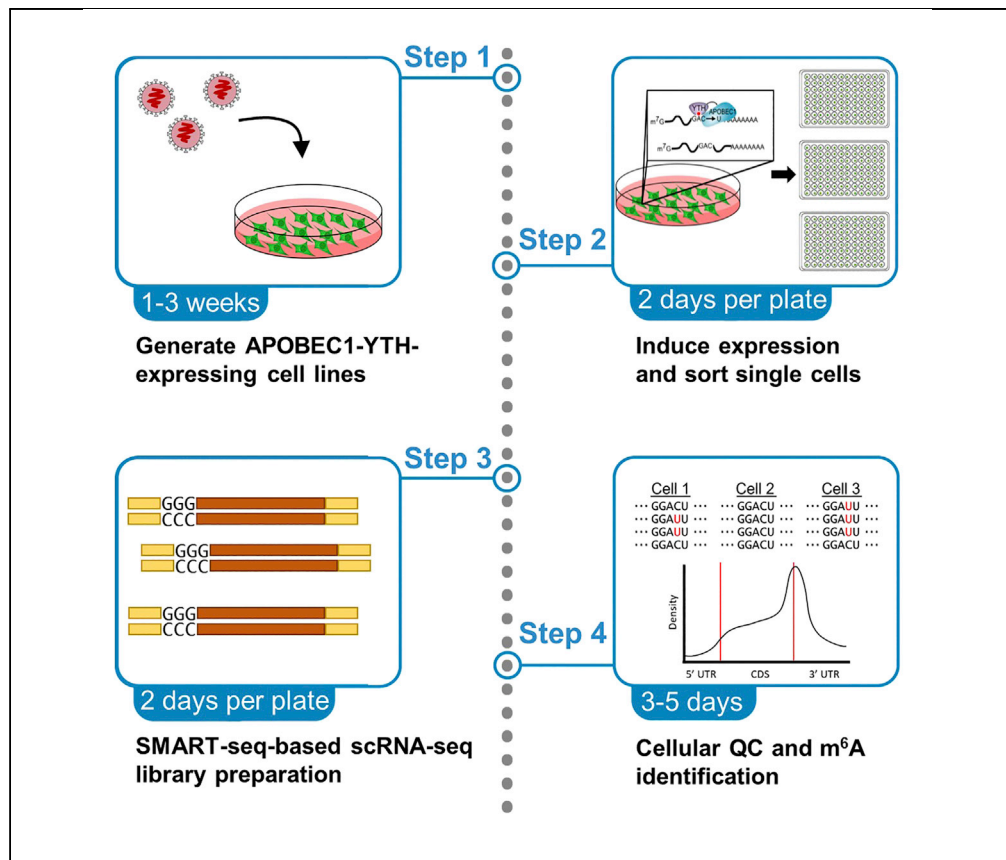 Step 1
1-3 weeks
Generate APOBEC1-YTH-
expressing cell lines
Step 2
YTH
APOBEC1
m⁷G GAC U AAAAAAA
m⁷G GAC AAAAAAAA
2 days per plate
Induce expression
and sort single cells
Step 3
GGG
CCC
GGG
CCC
GGG
CCC
2 days per plate
SMART-seq-based scRNA-seq
library preparation
Step 4
Cell 1 Cell 2 Cell 3
··· GGACU ··· ··· GGACU ··· ··· GGAUU ···
··· GGAUU ··· ··· GGACU ··· ··· GGAUU ···
··· GGAUU ··· ··· GGACU ··· ··· GGAUU ···
··· GGACU ··· ··· GGACU ··· ··· GGACU ···
Density
5' UTR CDS 3' UTR
3-5 days
Cellular QC and m⁶A
identification